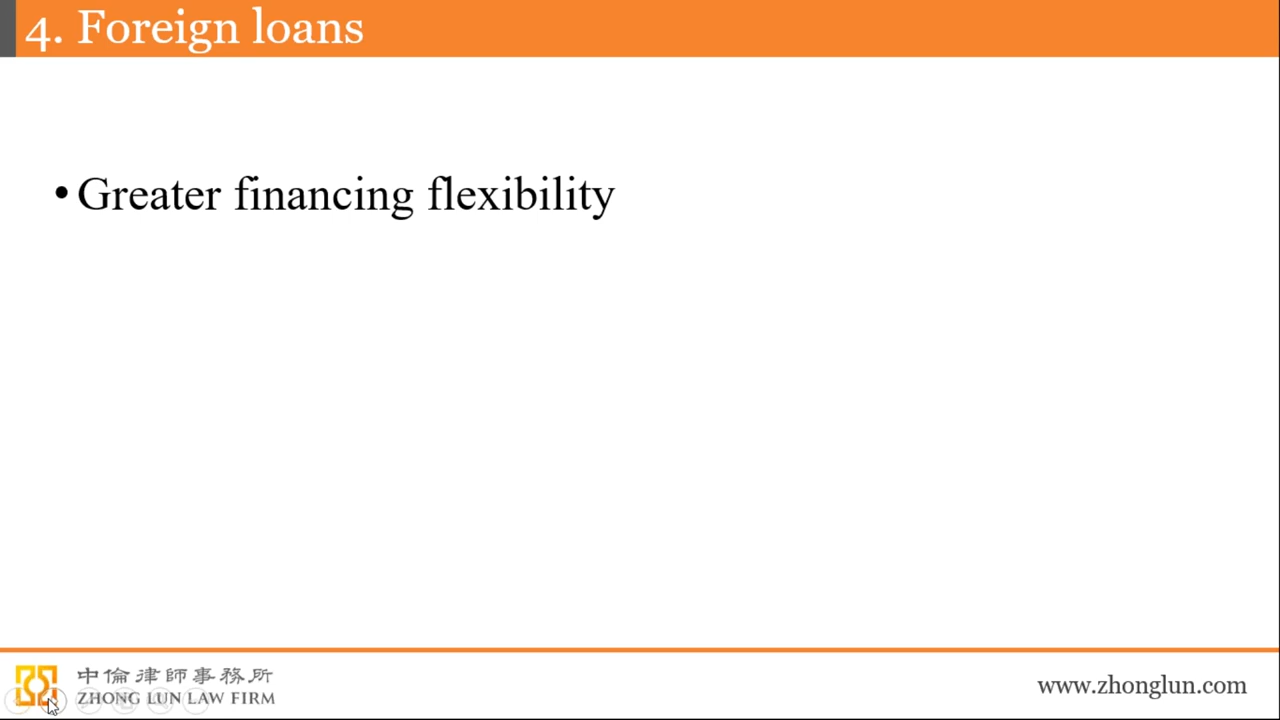 4. Foreign loans
• Greater financing flexibility
中倫律師事務所
ZHONG LUN LAW FIRM
www.zhonglun.com